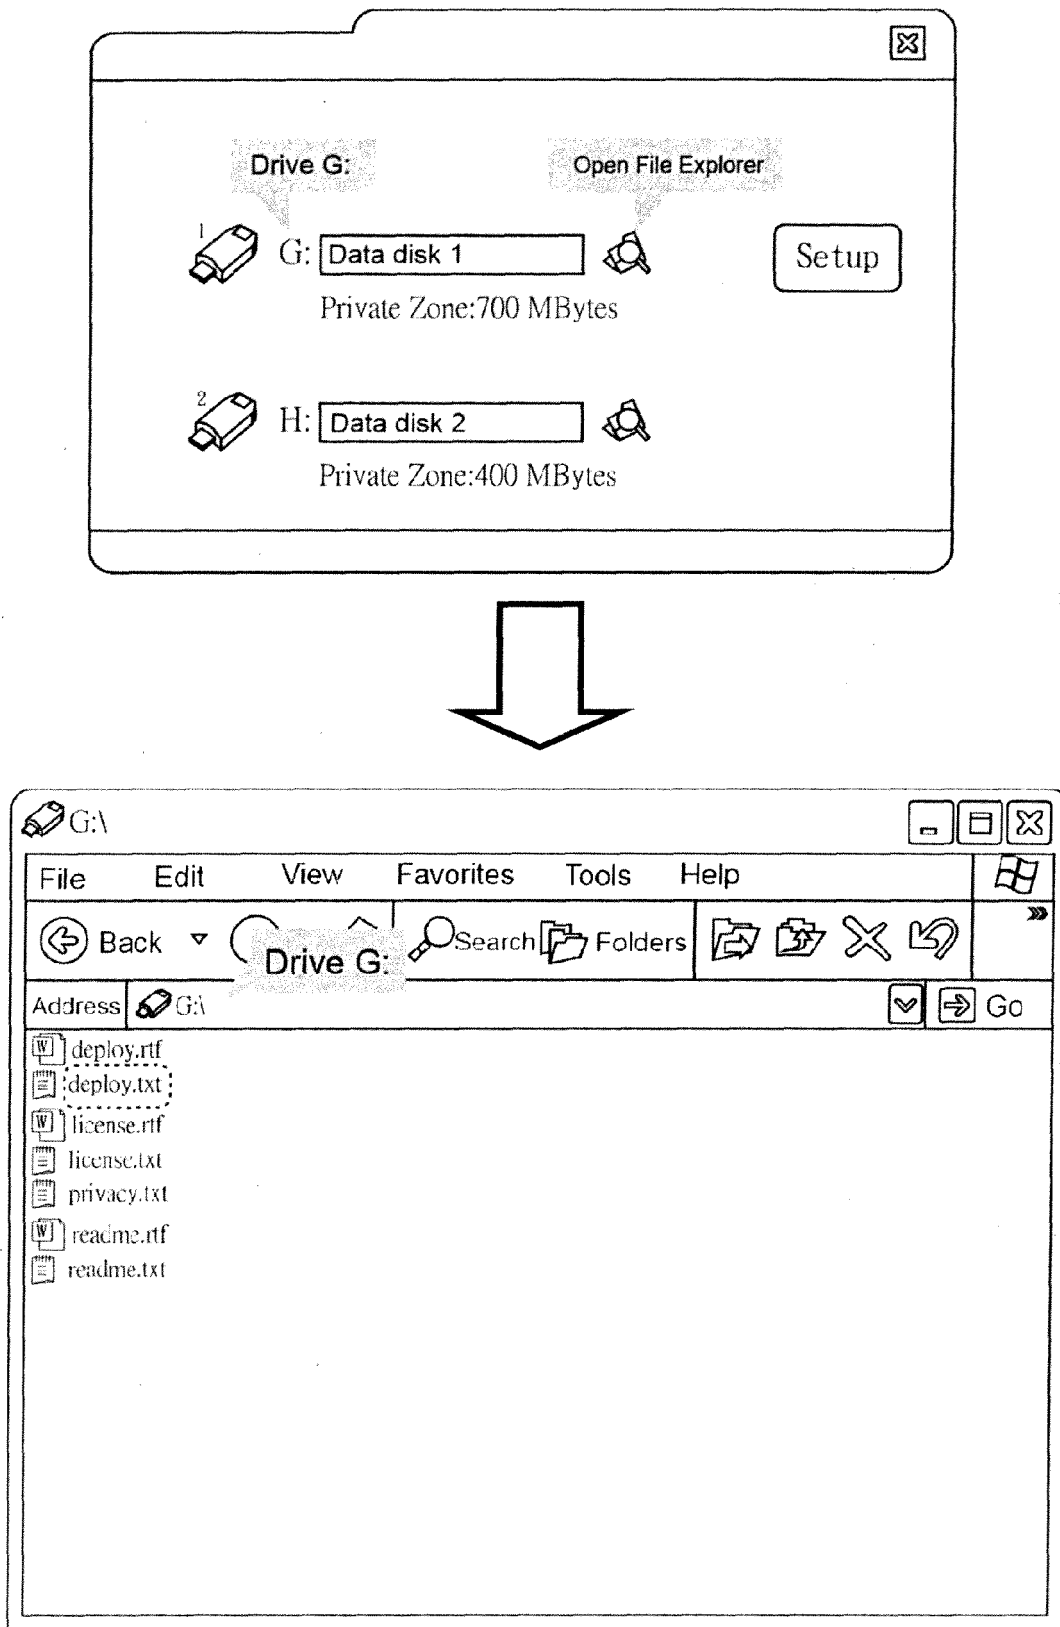 Drive G: Open File Explorer
1 G: Data disk 1 Setup
Private Zone:700 MBytes
2 H: Data disk 2
Private Zone:400 MBytes
G:\
File Edit View Favorites Tools Help
Back Search Folders
Drive G:
Address G:\ Go
W deploy.rtf
deploy.txt
W license.rtf
license.txt
privacy.txt
W readme.rtf
readme.txt